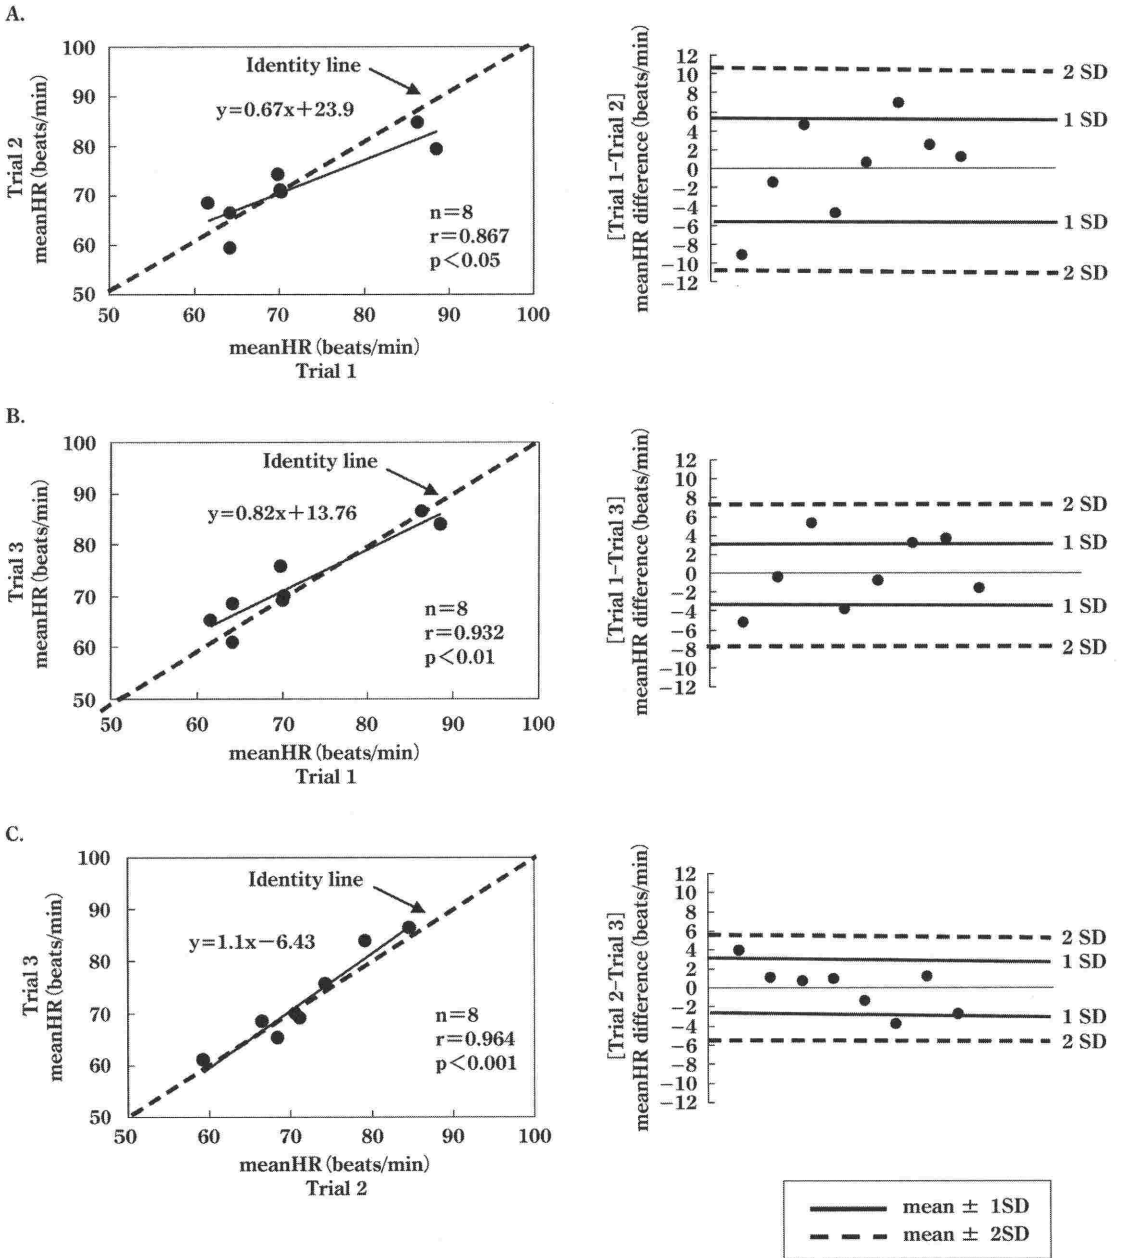 A.
100
90
80
70
60
50
Trial 2
meanHR (beats/min)
Identity line
y=0.67x+23.9
n=8
r=0.867
p<0.05
50 60 70 80 90 100
meanHR (beats/min)
Trial 1
[Trial 1-Trial 2]
meanHR difference (beats/min)
12
10
8
6
4
2
0
-2
-4
-6
-8
-10
-12
2 SD
1 SD
1 SD
2 SD
B.
100
90
80
70
60
50
Trial 3
meanHR (beats/min)
Identity line
y=0.82x+13.76
n=8
r=0.932
p<0.01
50 60 70 80 90 100
meanHR (beats/min)
Trial 1
[Trial 1-Trial 3]
meanHR difference (beats/min)
12
10
8
6
4
2
0
-2
-4
-6
-8
-10
-12
2 SD
1 SD
1 SD
2 SD
C.
100
90
80
70
60
50
Trial 3
meanHR (beats/min)
Identity line
y=1.1x-6.43
n=8
r=0.964
p<0.001
50 60 70 80 90 100
meanHR (beats/min)
Trial 2
[Trial 2-Trial 3]
meanHR difference (beats/min)
12
10
8
6
4
2
0
-2
-4
-6
-8
-10
-12
2 SD
1 SD
1 SD
2 SD
mean ± 1SD
mean ± 2SD